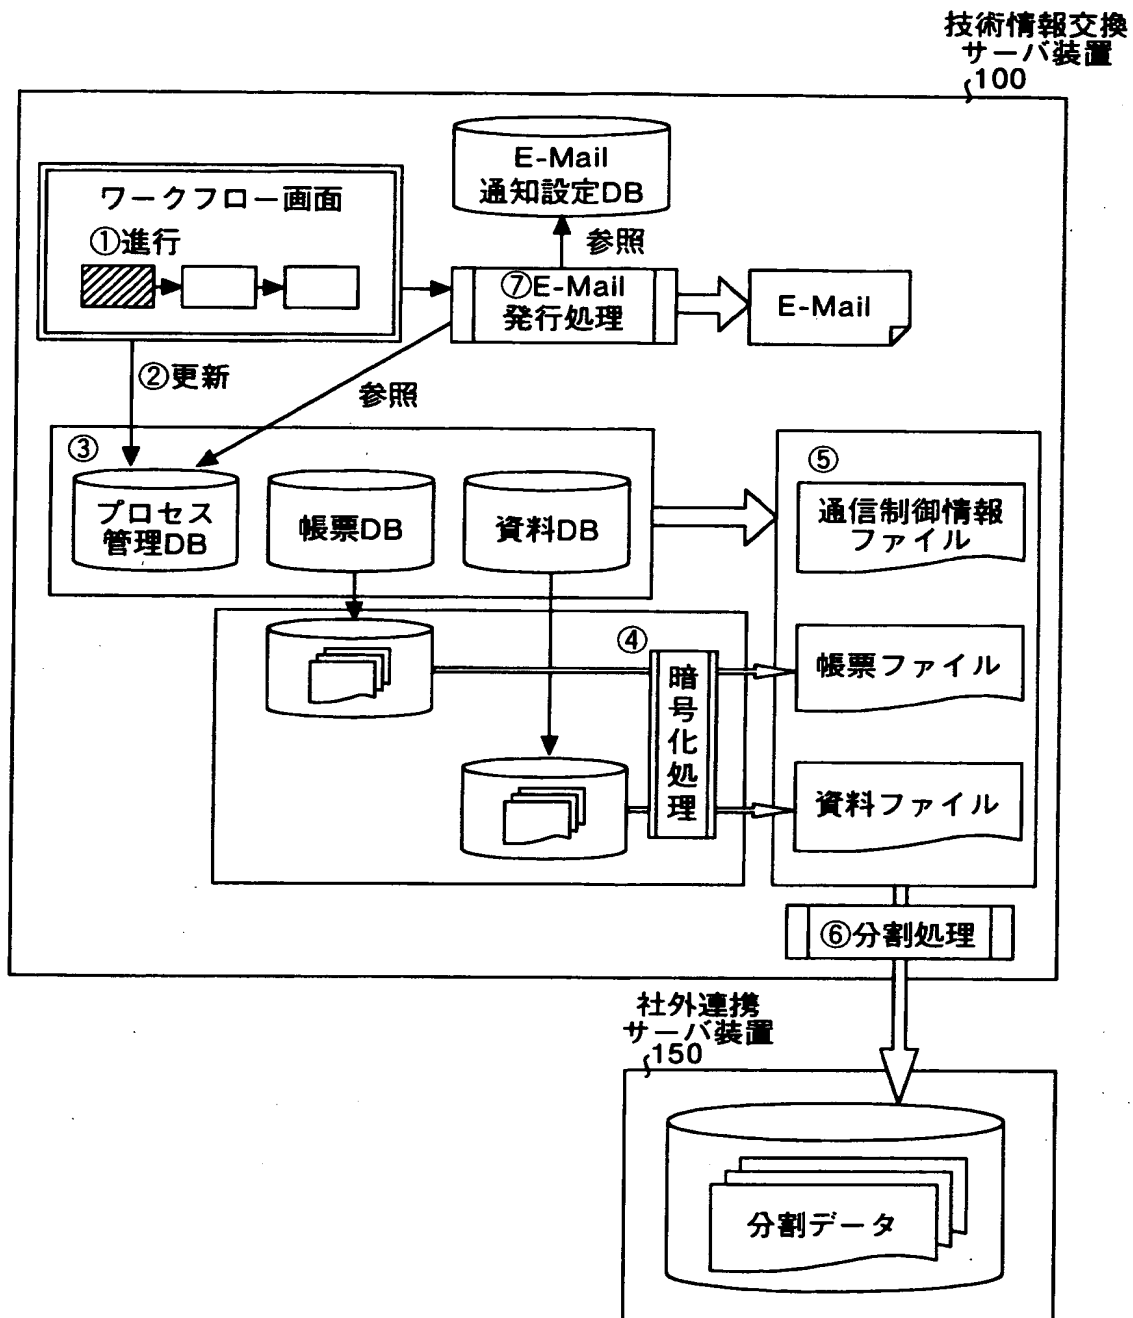 技術情報交換
サーバ装置
100
E-Mail
通知設定DB
ワークフロー画面
①進行
参照
⑦E-Mail
発行処理
E-Mail
②更新
参照
③
プロセス
管理DB
帳票DB
資料DB
⑤
通信制御情報
ファイル
④
暗号化処理
帳票ファイル
資料ファイル
⑥分割処理
社外連携
サーバ装置
150
分割データ